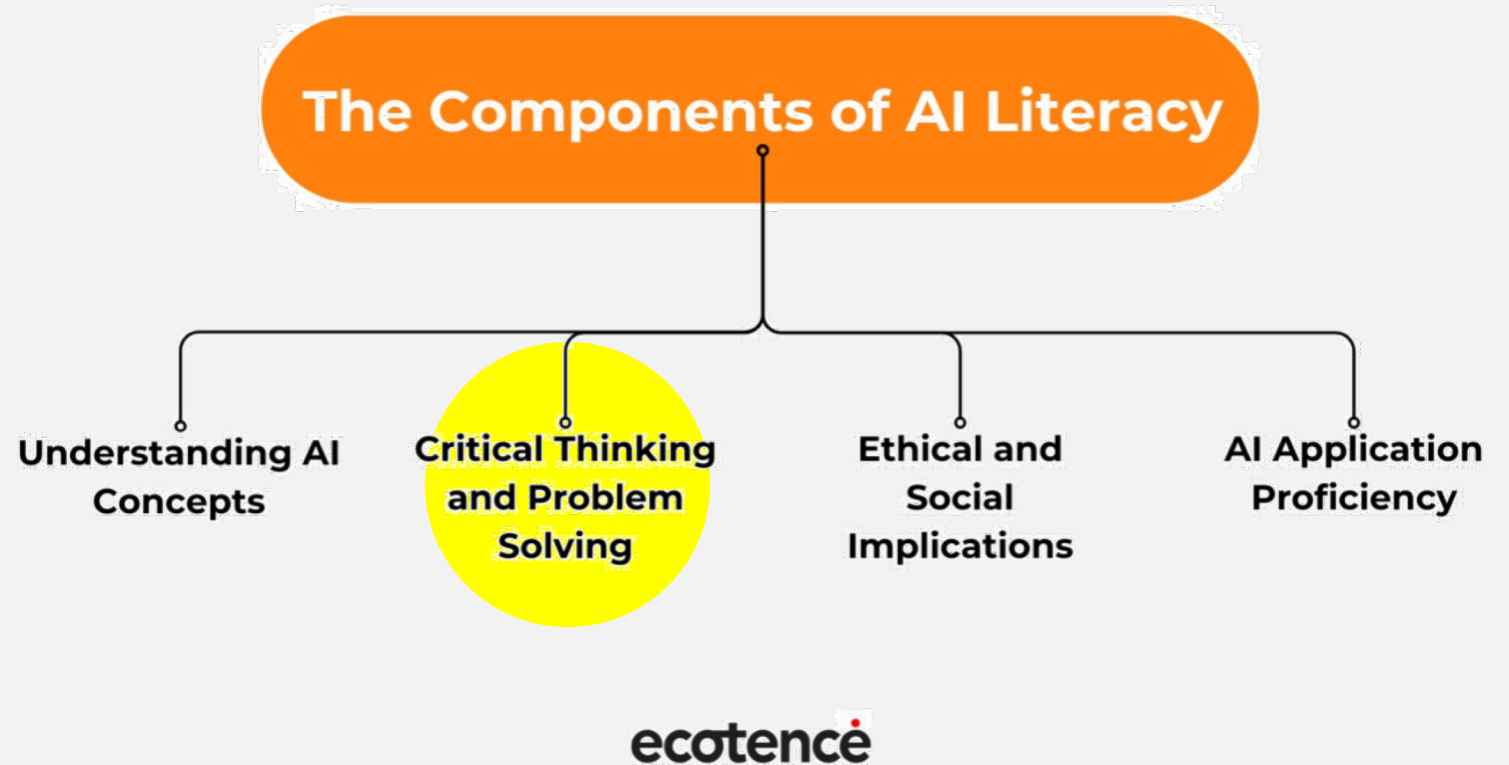 The Components of AI Literacy
Understanding AI
Concepts
Critical Thinking
and Problem
Solving
Ethical and
Social
Implications
AI Application
Proficiency
ecotence